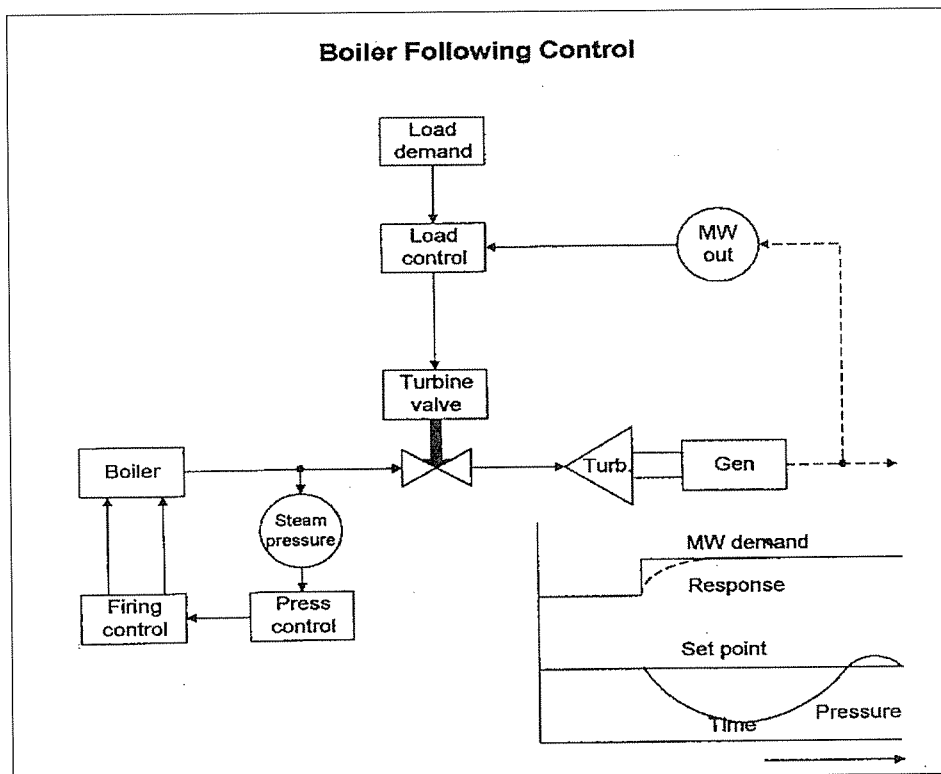 Boiler Following Control
Load
demand
Load
control
MW
out
Turbine
valve
Boiler
Turb.
Gen
Steam
pressure
MW demand
Response
Firing
control
Press
control
Set point
Time
Pressure